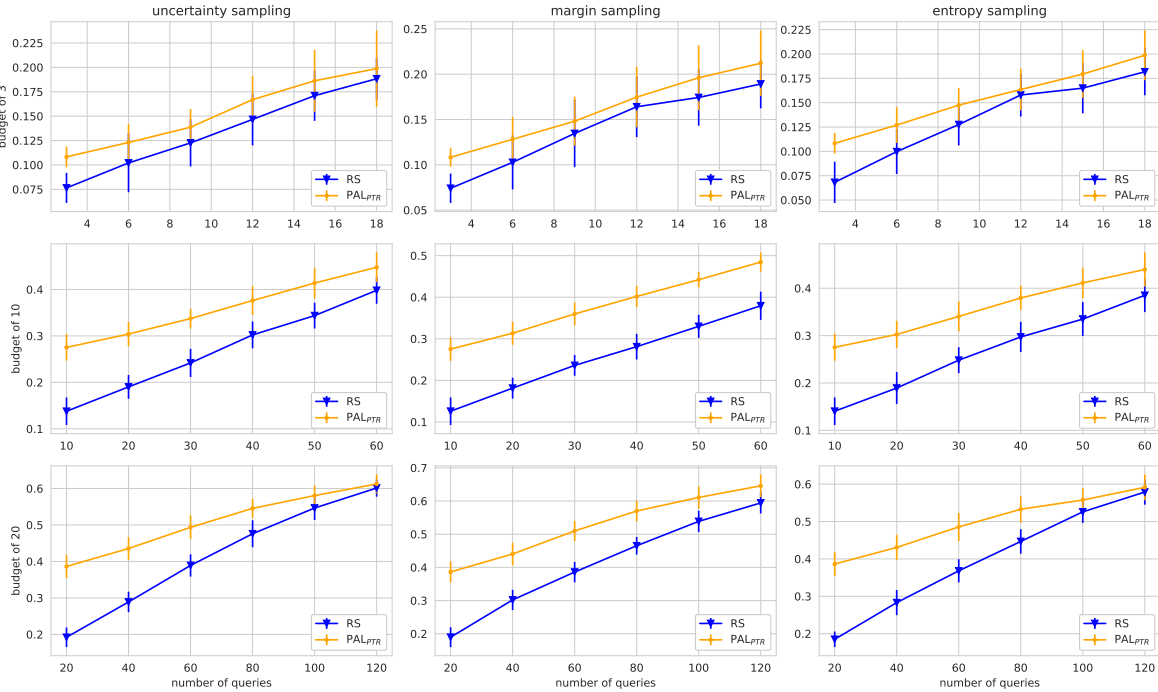 uncertainty sampling
margin sampling
entropy sampling
budget of 3
0.225
0.200
0.175
0.150
0.125
0.100
0.075
4 6 8 10 12 14 16 18
RS
PAL_PTR
0.25
0.20
0.15
0.10
0.05
4 6 8 10 12 14 16 18
RS
PAL_PTR
0.225
0.200
0.175
0.150
0.125
0.100
0.075
0.050
4 6 8 10 12 14 16 18
RS
PAL_PTR
budget of 10
0.4
0.3
0.2
0.1
10 20 30 40 50 60
RS
PAL_PTR
0.5
0.4
0.3
0.2
0.1
10 20 30 40 50 60
RS
PAL_PTR
0.4
0.3
0.2
0.1
10 20 30 40 50 60
RS
PAL_PTR
budget of 20
0.6
0.5
0.4
0.3
0.2
20 40 60 80 100 120
number of queries
RS
PAL_PTR
0.7
0.6
0.5
0.4
0.3
0.2
20 40 60 80 100 120
number of queries
RS
PAL_PTR
0.6
0.5
0.4
0.3
0.2
20 40 60 80 100 120
number of queries
RS
PAL_PTR